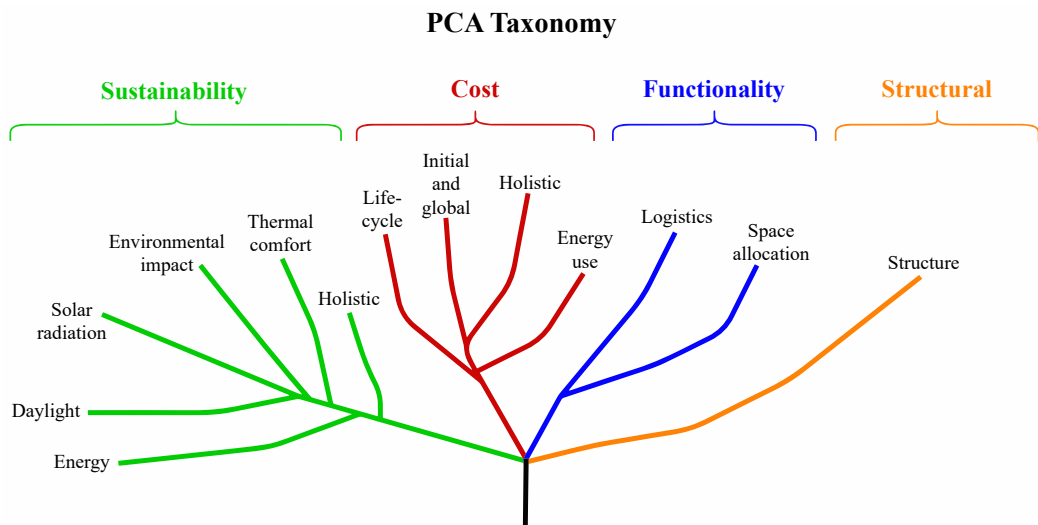 PCA Taxonomy
Sustainability
Cost
Functionality
Structural
Initial
and
global
Holistic
Life-
cycle
Thermal
comfort
Logistics
Environmental
impact
Energy
use
Space
allocation
Structure
Holistic
Solar
radiation
Daylight
Energy